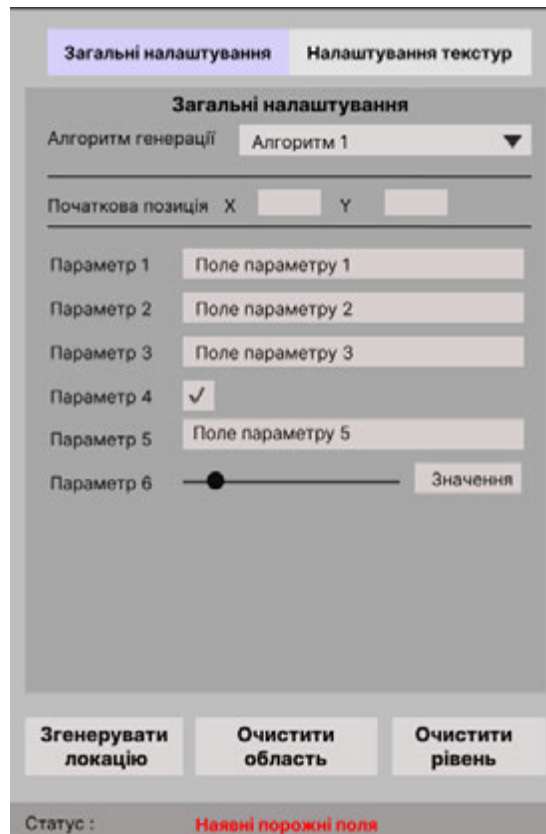 Загальні налаштування Налаштування текстур
Загальні налаштування
Алгоритм генерації Алгоритм 1
Початкова позиція X Y
Параметр 1 Поле параметру 1
Параметр 2 Поле параметру 2
Параметр 3 Поле параметру 3
Параметр 4
Параметр 5 Поле параметру 5
Параметр 6 Значення
Згенерувати локацію
Очистити область
Очистити рівень
Статус : Наявні порожні поля